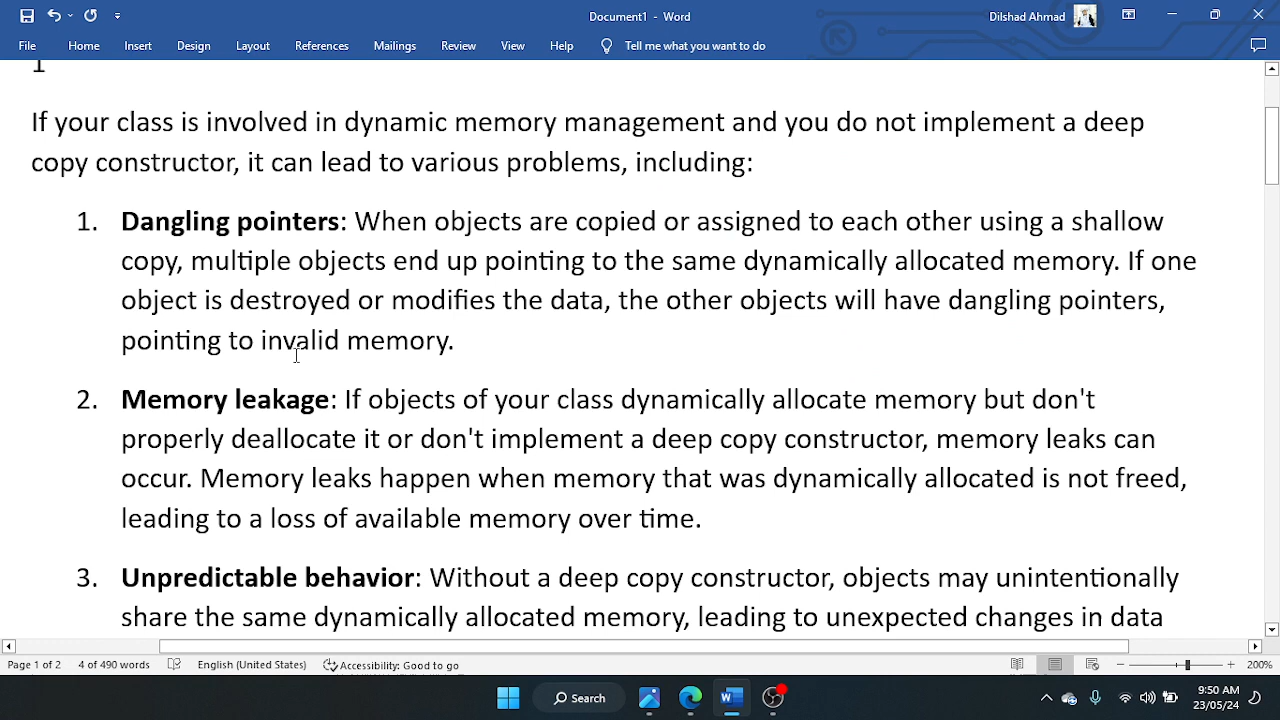 Document1 - Word
Dilshad Ahmad
File Home Insert Design Layout References Mailings Review View Help Tell me what you want to do
1
If your class is involved in dynamic memory management and you do not implement a deep
copy constructor, it can lead to various problems, including:
1. Dangling pointers: When objects are copied or assigned to each other using a shallow
copy, multiple objects end up pointing to the same dynamically allocated memory. If one
object is destroyed or modifies the data, the other objects will have dangling pointers,
pointing to invalid memory.
2. Memory leakage: If objects of your class dynamically allocate memory but don't
properly deallocate it or don't implement a deep copy constructor, memory leaks can
occur. Memory leaks happen when memory that was dynamically allocated is not freed,
leading to a loss of available memory over time.
3. Unpredictable behavior: Without a deep copy constructor, objects may unintentionally
share the same dynamically allocated memory, leading to unexpected changes in data
Page 1 of 2 4 of 490 words English (United States) Accessibility: Good to go 200%
Search
9:50 AM
23/05/24